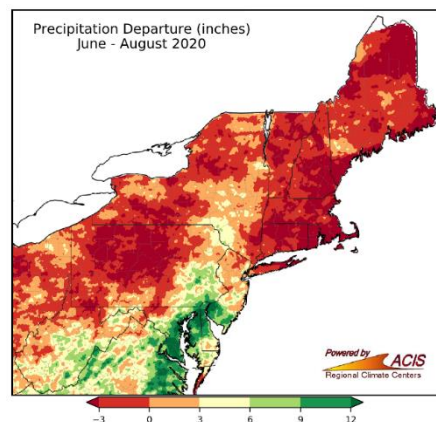 Precipitation Departure (inches)
June - August 2020
Powered by
ACIS
Regional Climate Centers
-3 0 3 6 9 12